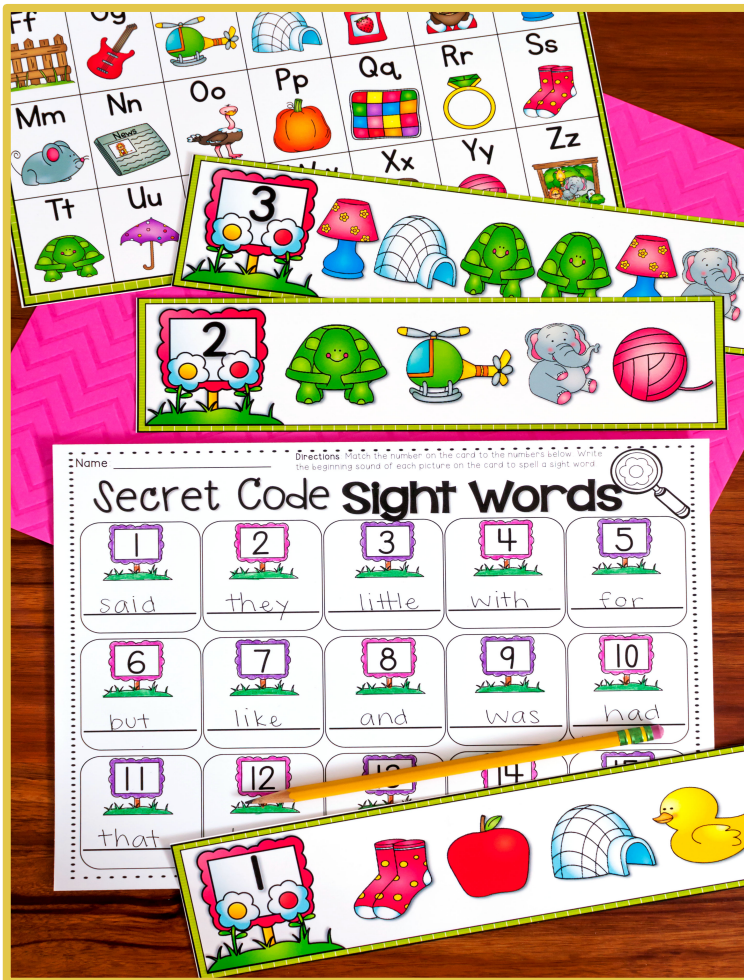 Ff Gg
Mm Nn Oo Pp Qq Rr Ss
News
Tt Uu Xx Yy Zz
3
2
Name
Directions: Match the number on the card to the numbers below. Write
the beginning sound of each picture on the card to spell a sight word.
Secret Code Sight Words
1 2 3 4 5
said they little with for
6 7 8 9 10
but like and was had
11 12 13 14 15
that
1